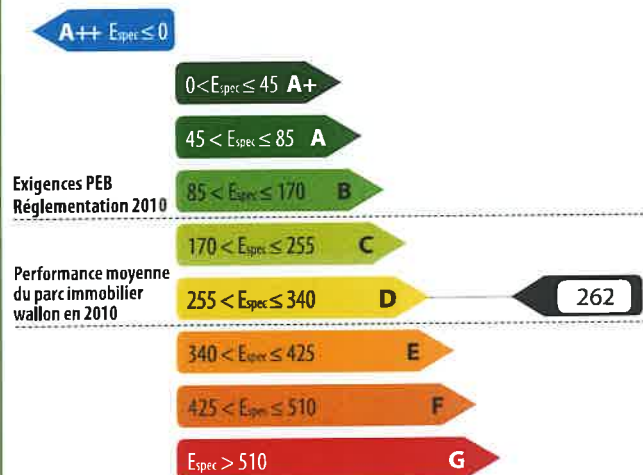 A++ Espec ≤ 0
0 < Espec ≤ 45 A+
45 < Espec ≤ 85 A
Exigences PEB
Réglementation 2010
85 < Espec ≤ 170 B
170 < Espec ≤ 255 C
Performance moyenne
du parc immobilier
wallon en 2010
255 < Espec ≤ 340 D
262
340 < Espec ≤ 425 E
425 < Espec ≤ 510 F
Espec > 510 G